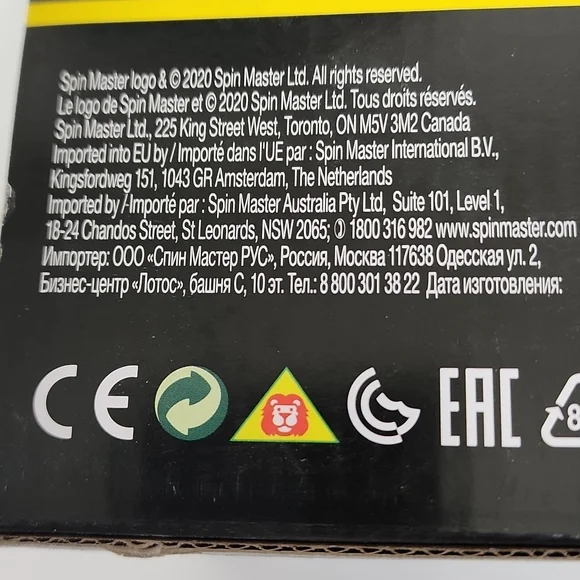 Spin Master logo & © 2020 Spin Master Ltd. All rights reserved.
Le logo de Spin Master et © 2020 Spin Master Ltd. Tous droits réservés.
Spin Master Ltd., 225 King Street West, Toronto, ON M5V 3M2 Canada
Imported into EU by / Importé dans l'UE par : Spin Master International B.V.,
Kingsfordweg 151, 1043 GR Amsterdam, The Netherlands
Imported by / Importé par : Spin Master Australia Pty Ltd, Suite 101, Level 1,
18-24 Chandos Street, St Leonards, NSW 2065; ✆ 1800 316 982 www.spinmaster.com
Импортер: ООО «Спин Мастер РУС», Россия, Москва 117638 Одесская ул. 2,
Бизнес-центр «Лотос», башня С, 10 эт. Тел.: 8 800 301 38 22 Дата изготовления:
CE EAC 8